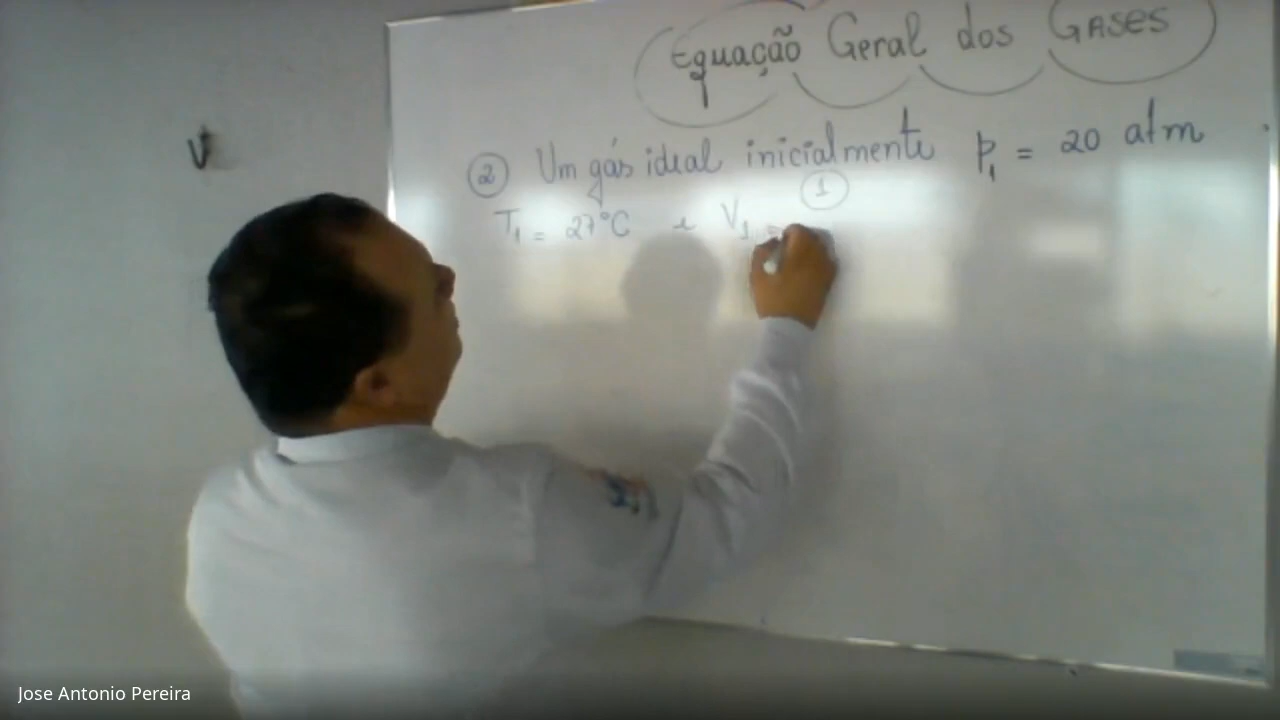 Equação Geral dos GASES
② Um gás ideal inicialmente p₁ = 20 atm
①
T₁ = 27°C e V₁ =
V
Jose Antonio Pereira